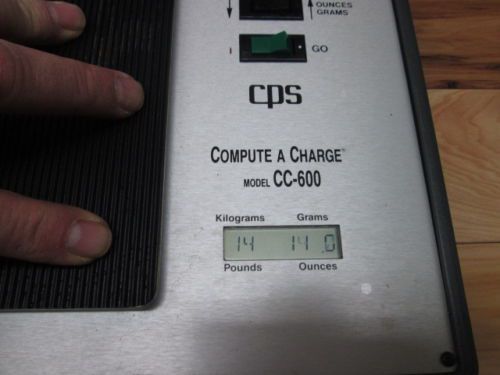 OUNCES
GRAMS
I GO
cps
COMPUTE A CHARGE
MODEL CC-600
Kilograms Grams
14 14.0
Pounds Ounces